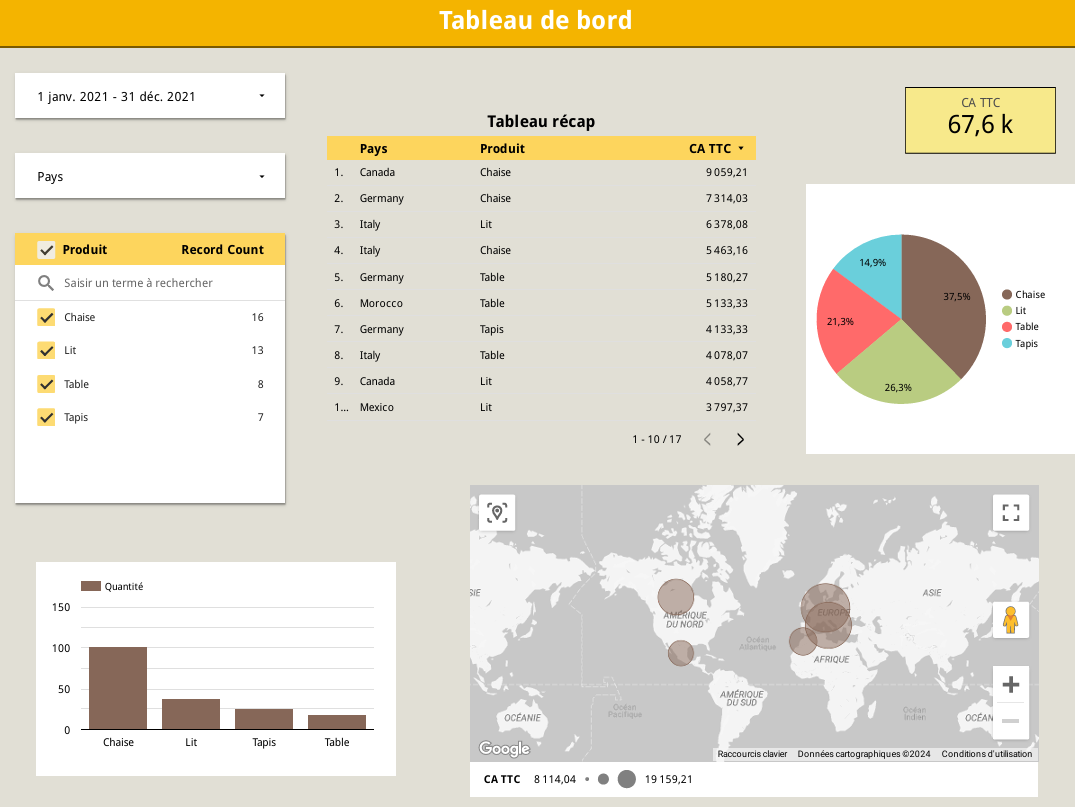 Tableau de bord
1 janv. 2021 - 31 déc. 2021
Pays
Produit Record Count
Saisir un terme à rechercher
Chaise 16
Lit 13
Table 8
Tapis 7
Tableau récap
Pays Produit CA TTC
1. Canada Chaise 9 059,21
2. Germany Chaise 7 314,03
3. Italy Lit 6 378,08
4. Italy Chaise 5 463,16
5. Germany Table 5 180,27
6. Morocco Table 5 133,33
7. Germany Tapis 4 133,33
8. Italy Table 4 078,07
9. Canada Lit 4 058,77
1... Mexico Lit 3 797,37
1 - 10 / 17
CA TTC
67,6 k
14,9%
37,5%
21,3%
26,3%
Chaise
Lit
Table
Tapis
Quantité
150
100
50
0
Chaise Lit Tapis Table
SIE
AMÉRIQUE
DU NORD
EUROPE
ASIE
Océan
Atlantique
AFRIQUE
AMÉRIQUE
DU SUD
Océan
Pacifique
Océan
Indien
OCÉANIE
OCÉAN
Google
Raccourcis clavier Données cartographiques ©2024 Conditions d'utilisation
CA TTC 8 114,04 19 159,21